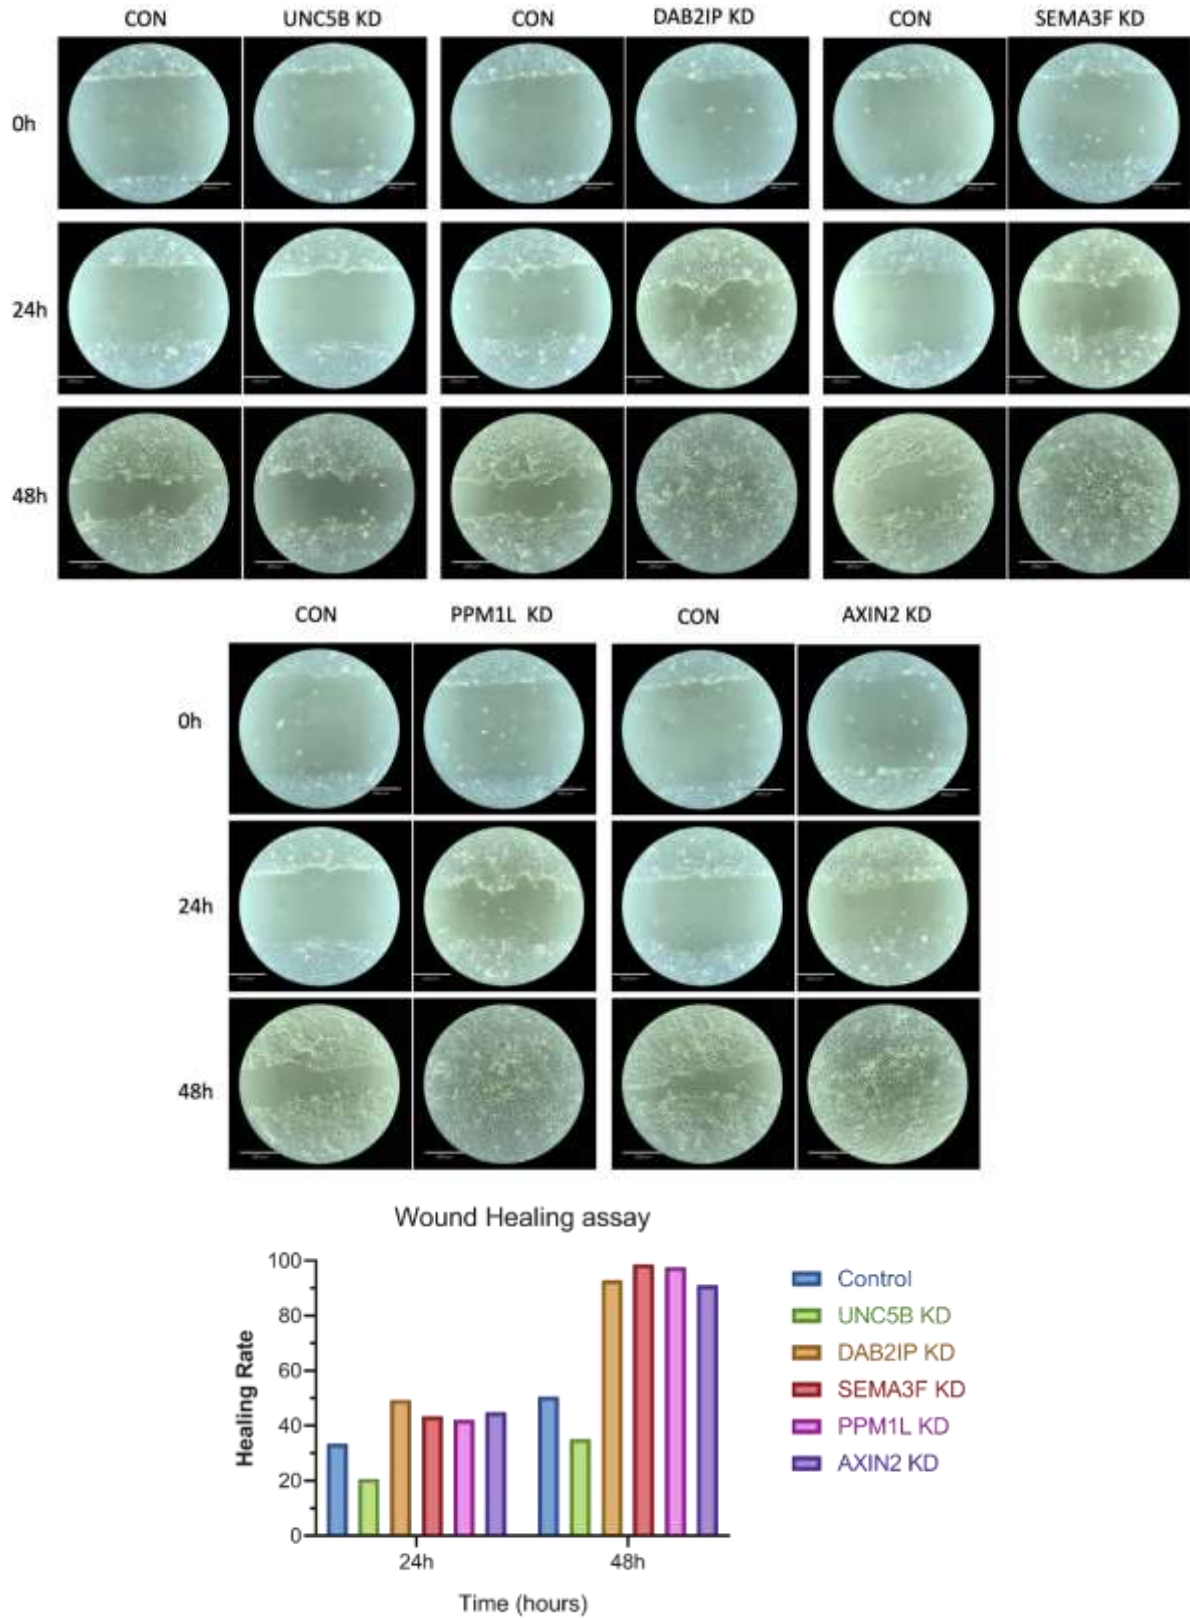 CON UNC5B KD CON DAB2IP KD CON SEMA3F KD
0h
24h
48h
CON PPM1L KD CON AXIN2 KD
0h
24h
48h
Wound Healing assay
100
80
60
40
20
0
Healing Rate
24h 48h
Time (hours)
Control
UNC5B KD
DAB2IP KD
SEMA3F KD
PPM1L KD
AXIN2 KD